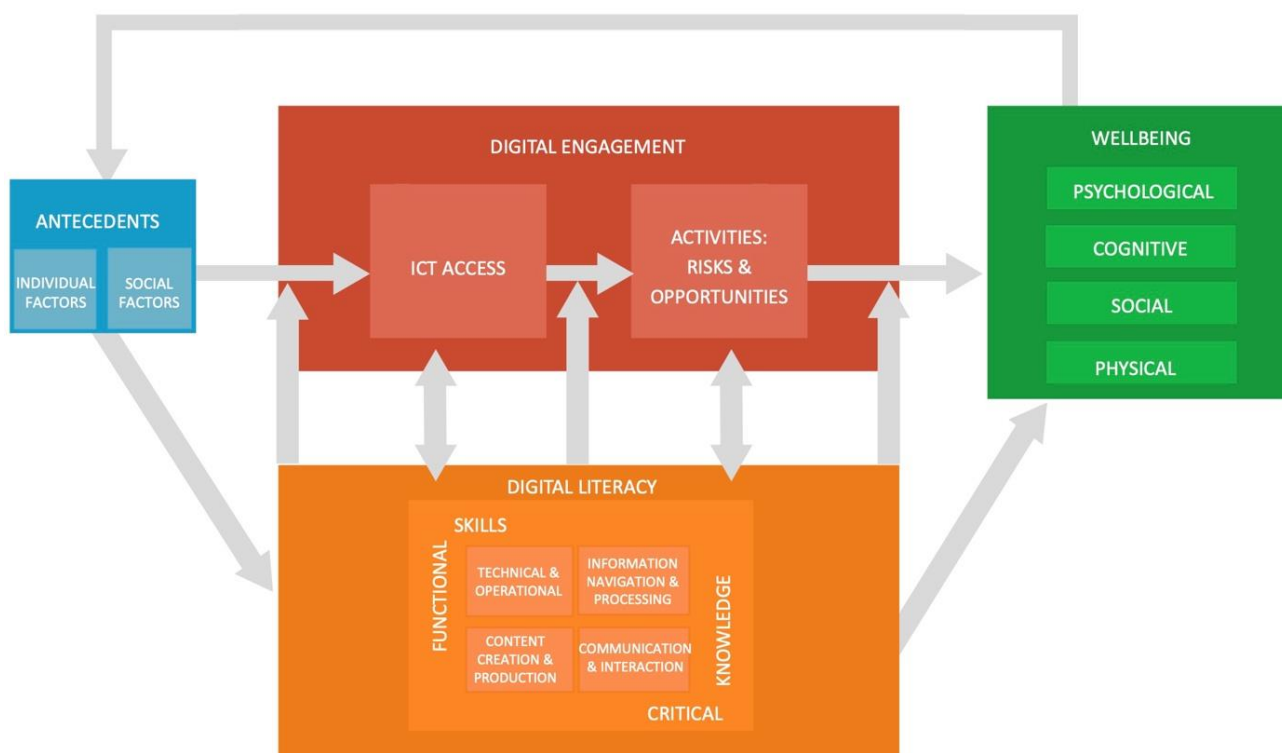 DIGITAL ENGAGEMENT
WELLBEING
PSYCHOLOGICAL
COGNITIVE
SOCIAL
PHYSICAL
ANTECEDENTS
INDIVIDUAL
FACTORS
SOCIAL
FACTORS
ICT ACCESS
ACTIVITIES:
RISKS &
OPPORTUNITIES
DIGITAL LITERACY
SKILLS
FUNCTIONAL
TECHNICAL &
OPERATIONAL
INFORMATION
NAVIGATION &
PROCESSING
CONTENT
CREATION &
PRODUCTION
COMMUNICATION
& INTERACTION
KNOWLEDGE
CRITICAL